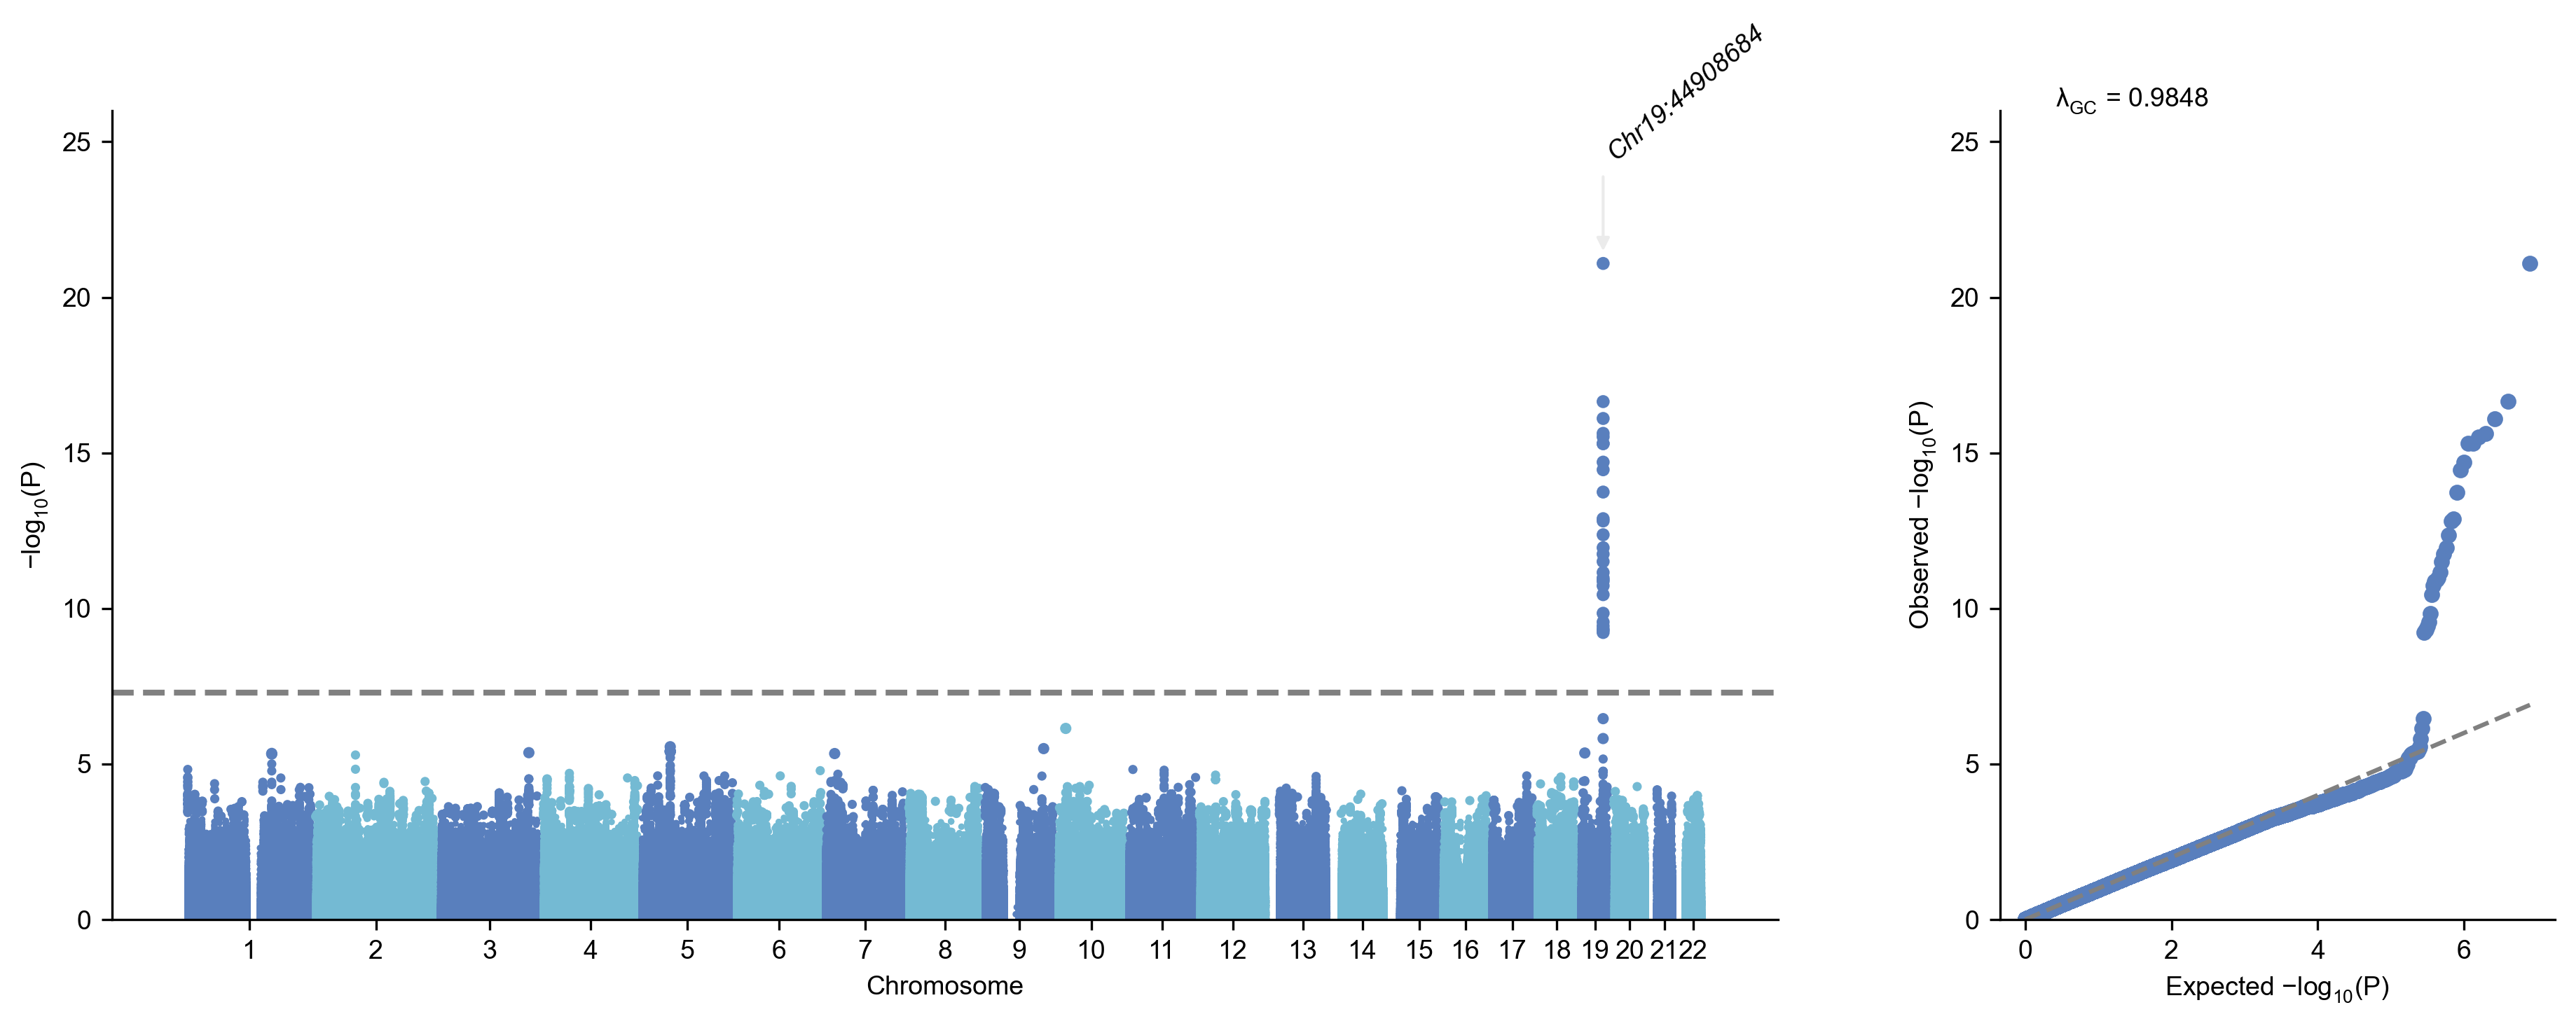 Chr19:44908684
25
20
15
10
5
0
−log10(P)
1 2 3 4 5 6 7 8 9 10 11 12 13 14 15 16 17 18 19 20 21 22
Chromosome
λGC = 0.9848
25
20
15
10
5
0
Observed −log10(P)
0 2 4 6
Expected −log10(P)